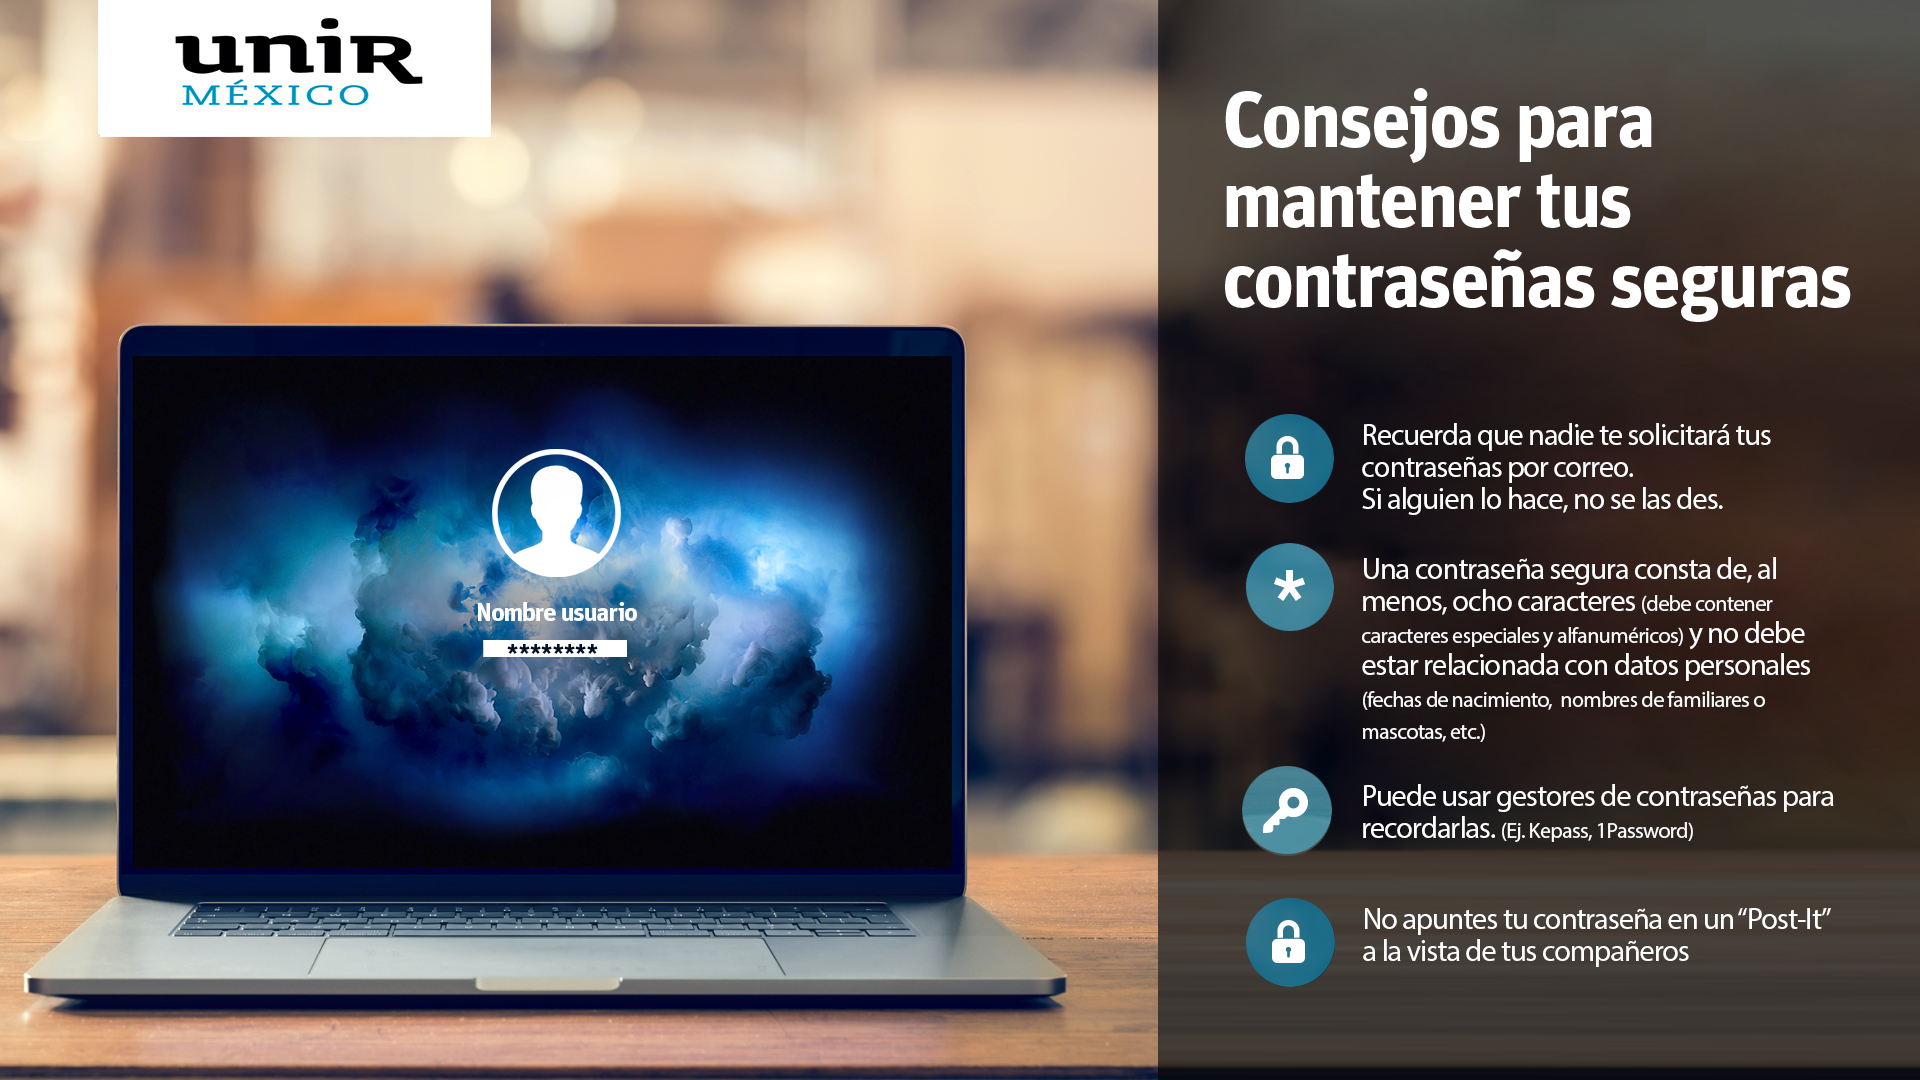 unir
MÉXICO
Consejos para
mantener tus
contraseñas seguras
Nombre usuario
********
Recuerda que nadie te solicitará tus
contraseñas por correo.
Si alguien lo hace, no se las des.
*
Una contraseña segura consta de, al
menos, ocho caracteres (debe contener
caracteres especiales y alfanuméricos) y no debe
estar relacionada con datos personales
(fechas de nacimiento, nombres de familiares o
mascotas, etc.)
Puede usar gestores de contraseñas para
recordarlas. (Ej. Kepass, 1Password)
No apuntes tu contraseña en un “Post-It”
a la vista de tus compañeros